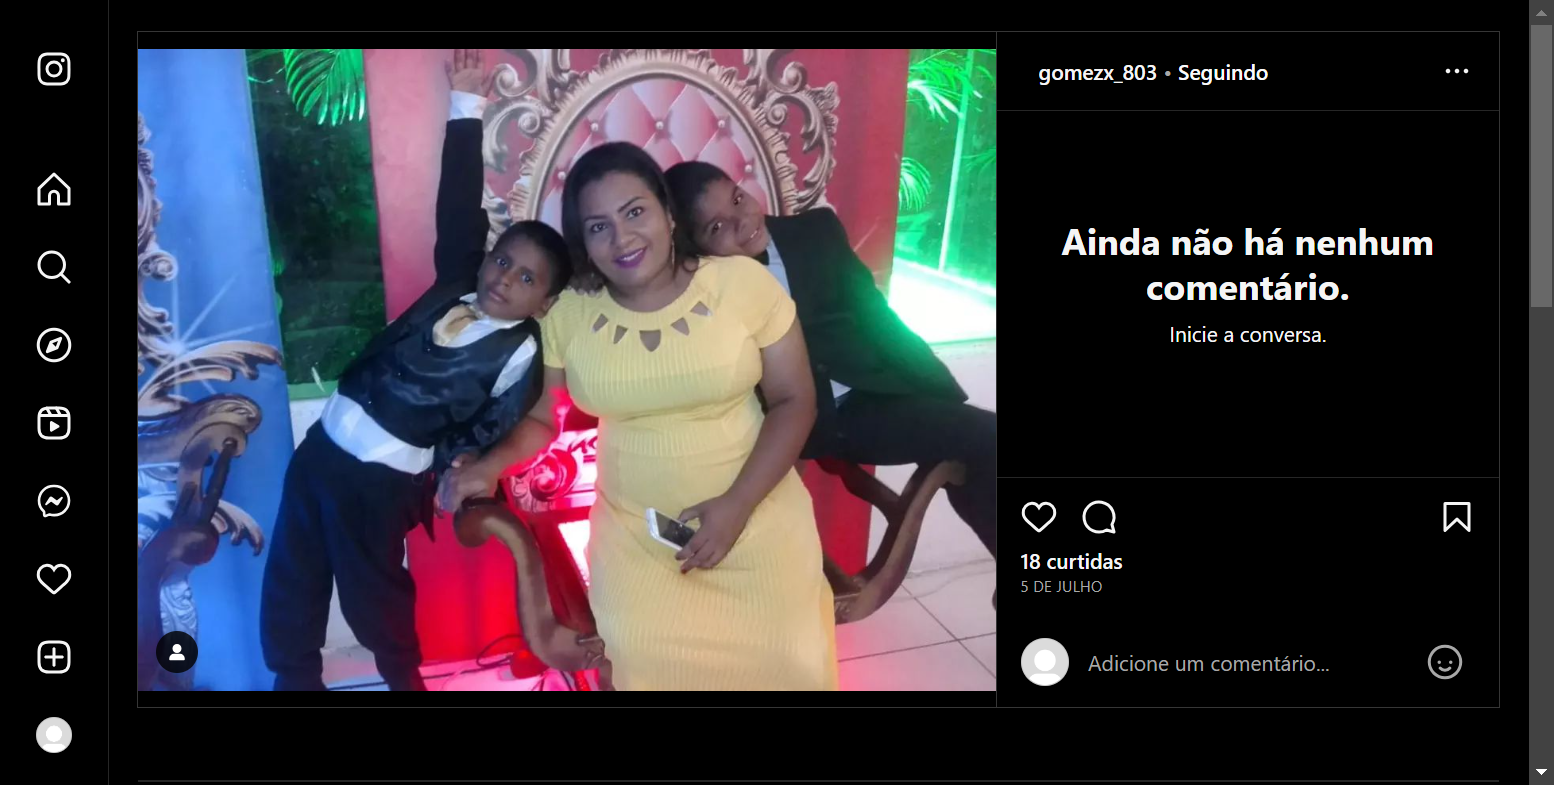 gomezx_803 • Seguindo
Ainda não há nenhum
comentário.
Inicie a conversa.
18 curtidas
5 DE JULHO
Adicione um comentário...